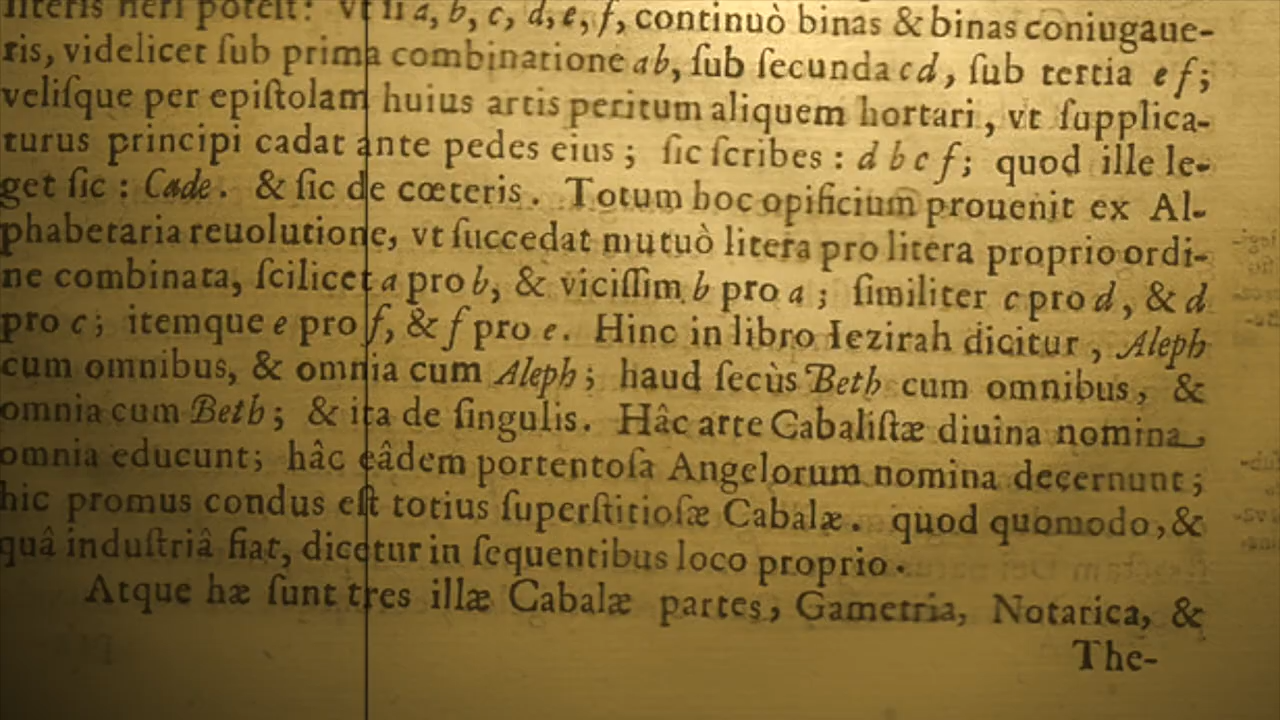 literis fieri poteſt: vt ſi a, b, c, d, e, f, continuò binas & binas coniugaue-
ris, videlicet ſub prima combinatione ab, ſub ſecunda cd, ſub tertia ef;
veliſque per epiſtolam huius artis peritum aliquem hortari, vt ſupplica-
turus principi cadat ante pedes eius; ſic ſcribes: d b c f; quod ille le-
get ſic: Cade. & ſic de cœteris. Totum hoc opificium prouenit ex Al-
phabetaria reuolutione, vt ſuccedat mutuò litera pro litera proprio ordi-
ne combinata, ſcilicet a pro b, & viciſſim b pro a; ſimiliter c pro d, & d
pro c; itemque e pro f, & f pro e. Hinc in libro Iezirah dicitur, Aleph
cum omnibus, & omnia cum Aleph; haud ſecùs Beth cum omnibus, &
omnia cum Beth; & ita de ſingulis. Hâc arte Cabaliſtæ diuina nomina
omnia educunt; hâc eâdem portentoſa Angelorum nomina decernunt;
hic promus condus eſt totius ſuperſtitioſæ Cabalæ. quod quomodo, &
quâ induſtriâ fiat, dicetur in ſequentibus loco proprio.
Atque hæ ſunt tres illæ Cabalæ partes, Gametria, Notarica, &
The-